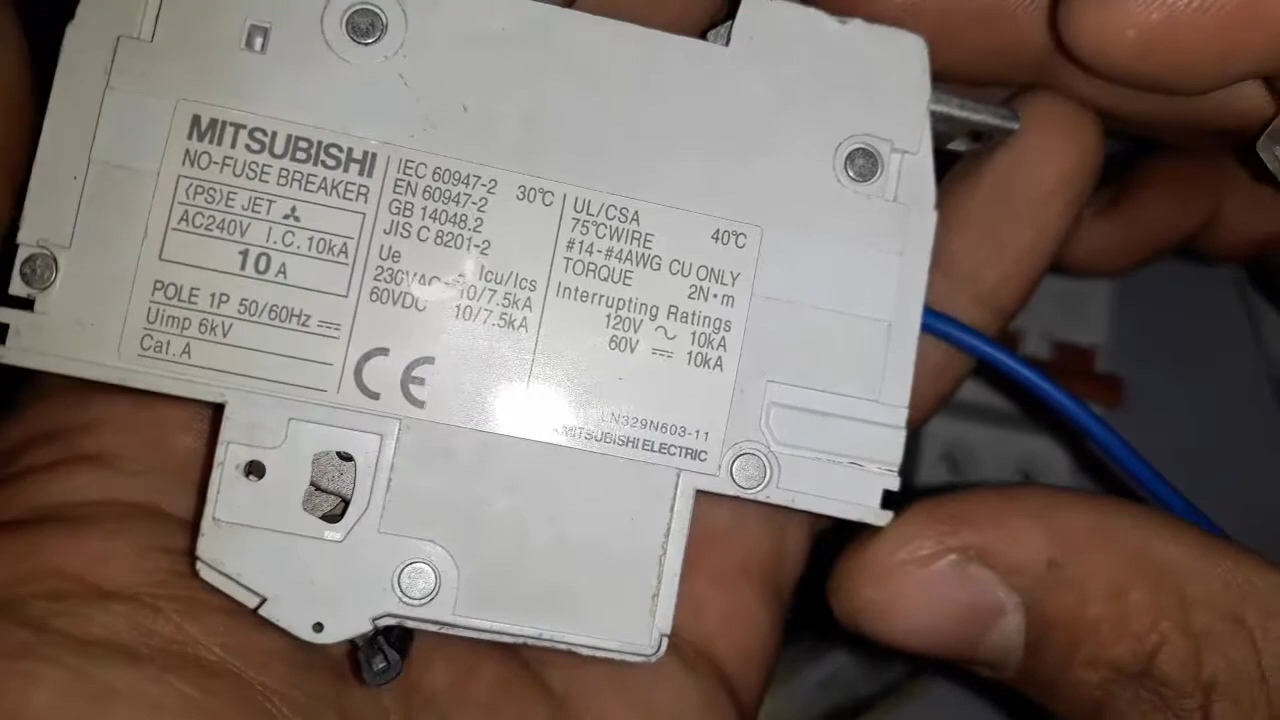 MITSUBISHI
NO-FUSE BREAKER
〈PS〉E JET
AC240V I.C.10kA
10A
POLE 1P 50/60Hz ⎓
Uimp 6kV
Cat.A
IEC 60947-2 30℃
EN 60947-2
GB 14048.2
JIS C 8201-2
Ue Icu/Ics
230VAC 10/7.5kA
60VDC 10/7.5kA
CE
UL/CSA 40℃
75℃WIRE
#14-#4AWG CU ONLY
TORQUE 2N·m
Interrupting Ratings
120V ～ 10kA
60V ⎓ 10kA
LN329N603-11
MITSUBISHI ELECTRIC